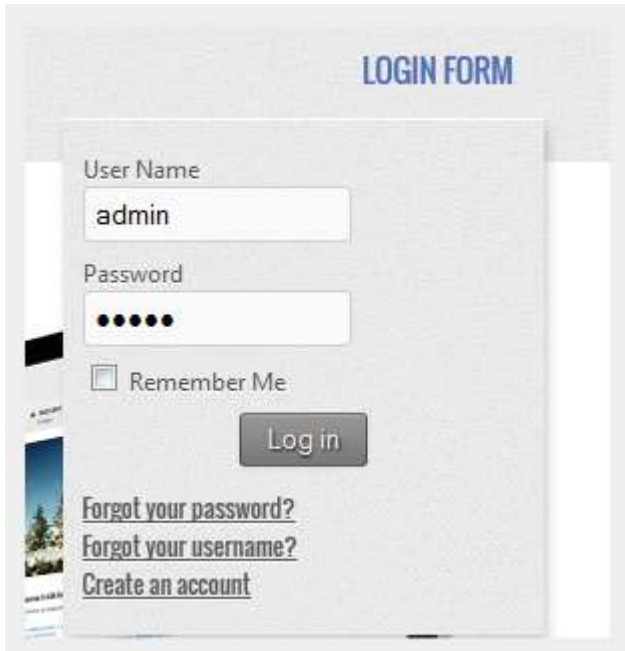 LOGIN FORM
User Name
admin
Password
●●●●●
Remember Me
Log in
Forgot your password?
Forgot your username?
Create an account